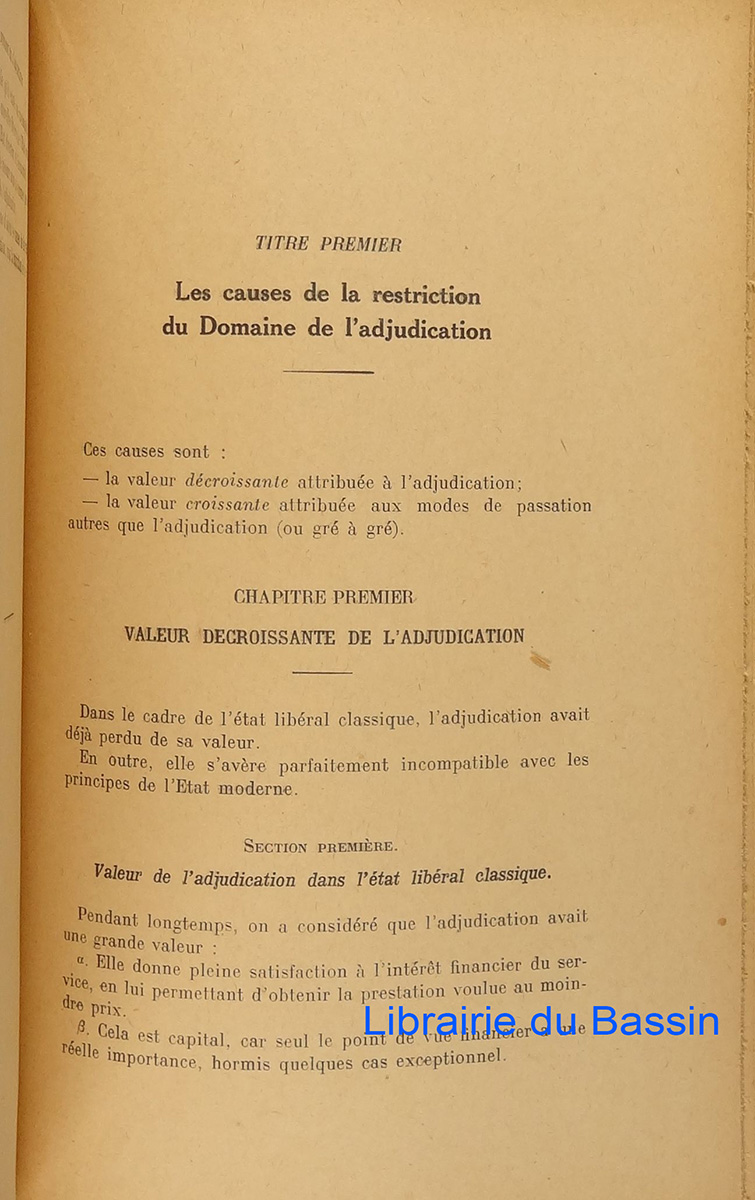 TITRE PREMIER
Les causes de la restriction
du Domaine de l'adjudication
Ces causes sont :
— la valeur décroissante attribuée à l'adjudication;
— la valeur croissante attribuée aux modes de passation
autres que l'adjudication (ou gré à gré).
CHAPITRE PREMIER
VALEUR DECROISSANTE DE L'ADJUDICATION
Dans le cadre de l'état libéral classique, l'adjudication avait
déjà perdu de sa valeur.
En outre, elle s'avère parfaitement incompatible avec les
principes de l'Etat moderne.
SECTION PREMIÈRE.
Valeur de l'adjudication dans l'état libéral classique.
Pendant longtemps, on a considéré que l'adjudication avait
une grande valeur :
α. Elle donne pleine satisfaction à l'intérêt financier du ser-
vice, en lui permettant d'obtenir la prestation voulue au moin-
dre prix.
β. Cela est capital, car seul le point de vue financier a une
réelle importance, hormis quelques cas exceptionnel.
Librairie du Bassin